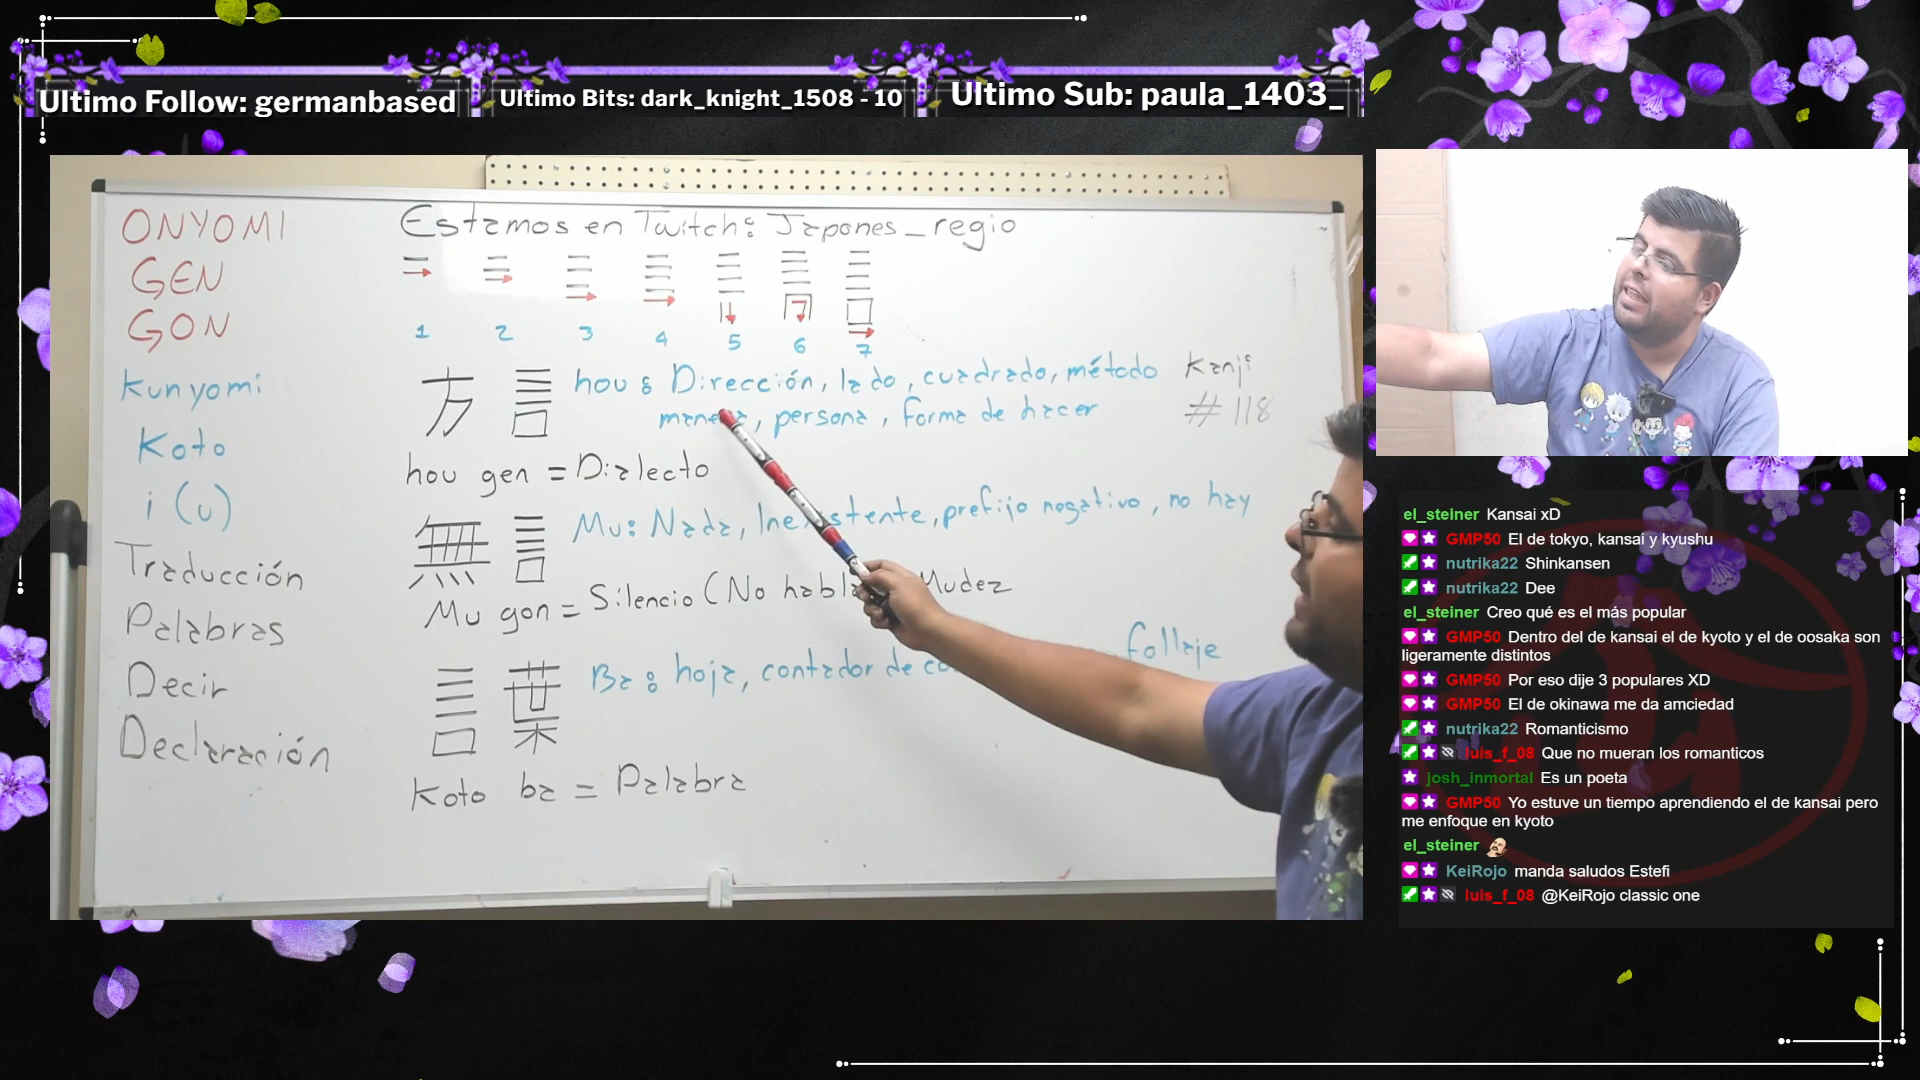 Ultimo Follow: germanbased
Ultimo Bits: dark_knight_1508 - 10
Ultimo Sub: paula_1403_
ONYOMI
GEN
GON
Kunyomi
Koto
i (u)
Traducción
Palabras
Decir
Declaración
Estamos en Twitch: Japones_regio
1 2 3 4 5 6 7
方言 hou: Dirección, lado, cuadrado, método
persona, forma de hacer
Kanji
#118
hou gen = Dialecto
無言 Mu: Nada, prefijo negativo, no hay
Mu gon = Silencio (No Mudez
言葉 Ba: hoja, contador de
follaje
Koto ba = Palabra
el_steiner Kansai xD
GMP50 El de tokyo, kansai y kyushu
nutrika22 Shinkansen
nutrika22 Dee
el_steiner Creo qué es el más popular
GMP50 Dentro del de kansai el de kyoto y el de oosaka son
ligeramente distintos
GMP50 Por eso dije 3 populares XD
GMP50 El de okinawa me da amciedad
nutrika22 Romanticismo
luis_f_08 Que no mueran los romanticos
josh_inmortal Es un poeta
GMP50 Yo estuve un tiempo aprendiendo el de kansai pero
me enfoque en kyoto
el_steiner
KeiRojo manda saludos Estefi
luis_f_08 @KeiRojo classic one